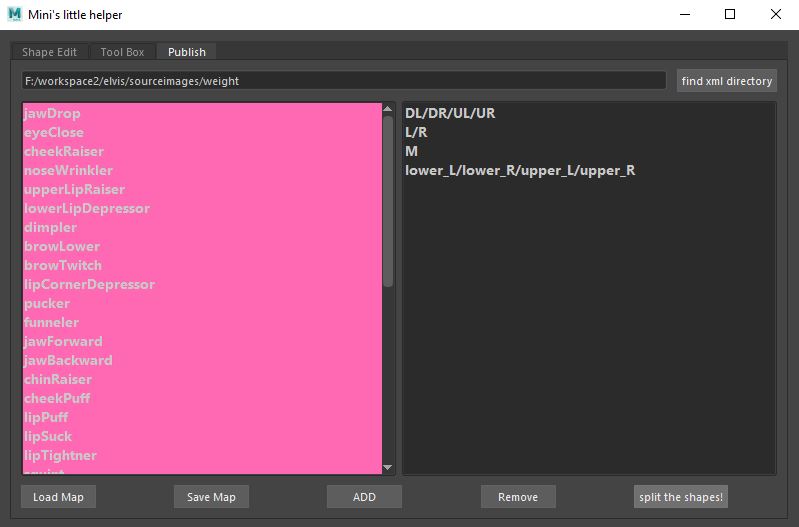 Mini's little helper
Shape Edit Tool Box Publish
F:/workspace2/elvis/sourceimages/weight find xml directory
jawDrop
eyeClose
cheekRaiser
noseWrinkler
upperLipRaiser
lowerLipDepressor
dimpler
browLower
browTwitch
lipCornerDepressor
pucker
funneler
jawForward
jawBackward
chinRaiser
cheekPuff
lipPuff
lipSuck
lipTightner
squint
DL/DR/UL/UR
L/R
M
lower_L/lower_R/upper_L/upper_R
Load Map Save Map ADD Remove split the shapes!